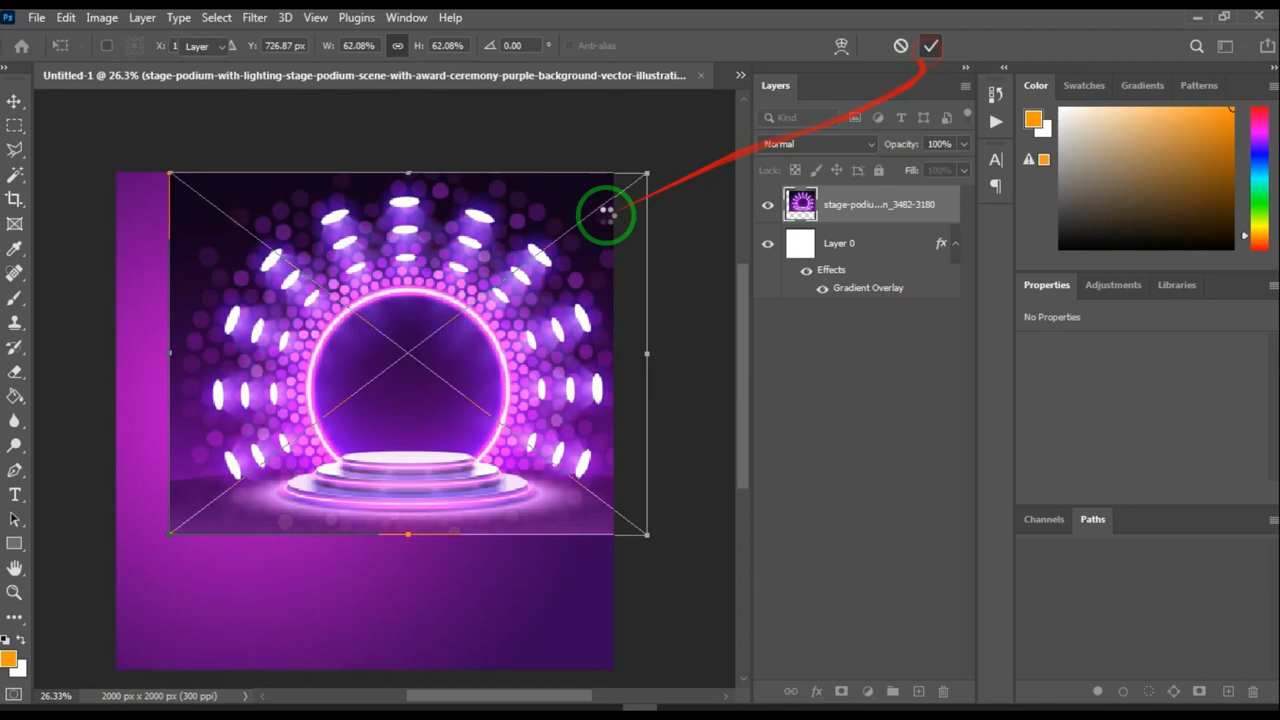 Ps File Edit Image Layer Type Select Filter 3D View Plugins Window Help
X: 1 Layer Y: 726.87 px W: 62.08% H: 62.08% 0.00 ° Anti-alias
Untitled-1 @ 26.3% (stage-podium-with-lighting-stage-podium-scene-with-award-ceremony-purple-background-vector-illustrati...
Layers
Color Swatches Gradients Patterns
Kind
Normal Opacity: 100%
Lock: Fill: 100%
stage-podiu...n_3482-3180
Layer 0 fx
Effects
Gradient Overlay
Properties Adjustments Libraries
No Properties
Channels Paths
26.33% 2000 px x 2000 px (300 ppi)